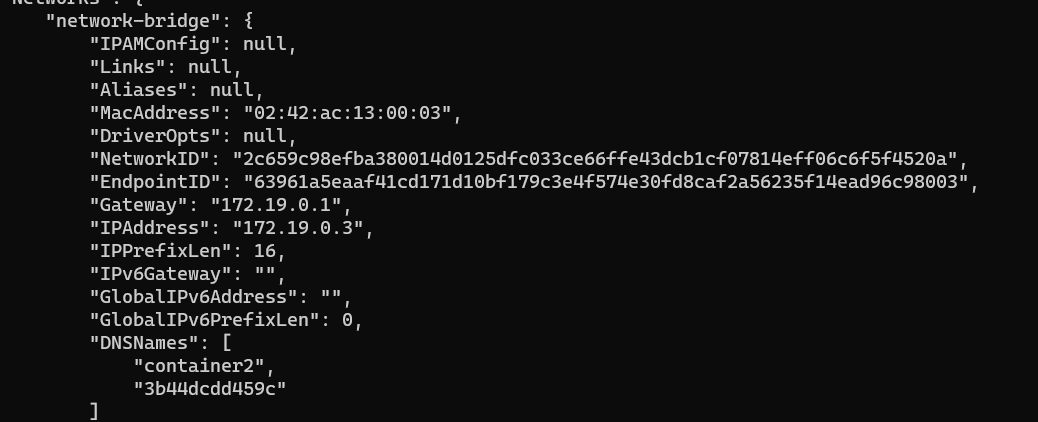 "Networks": {
"network-bridge": {
"IPAMConfig": null,
"Links": null,
"Aliases": null,
"MacAddress": "02:42:ac:13:00:03",
"DriverOpts": null,
"NetworkID": "2c659c98efba380014d0125dfc033ce66ffe43dcb1cf07814eff06c6f5f4520a",
"EndpointID": "63961a5eaaf41cd171d10bf179c3e4f574e30fd8caf2a56235f14ead96c98003",
"Gateway": "172.19.0.1",
"IPAddress": "172.19.0.3",
"IPPrefixLen": 16,
"IPv6Gateway": "",
"GlobalIPv6Address": "",
"GlobalIPv6PrefixLen": 0,
"DNSNames": [
"container2",
"3b44dcdd459c"
]